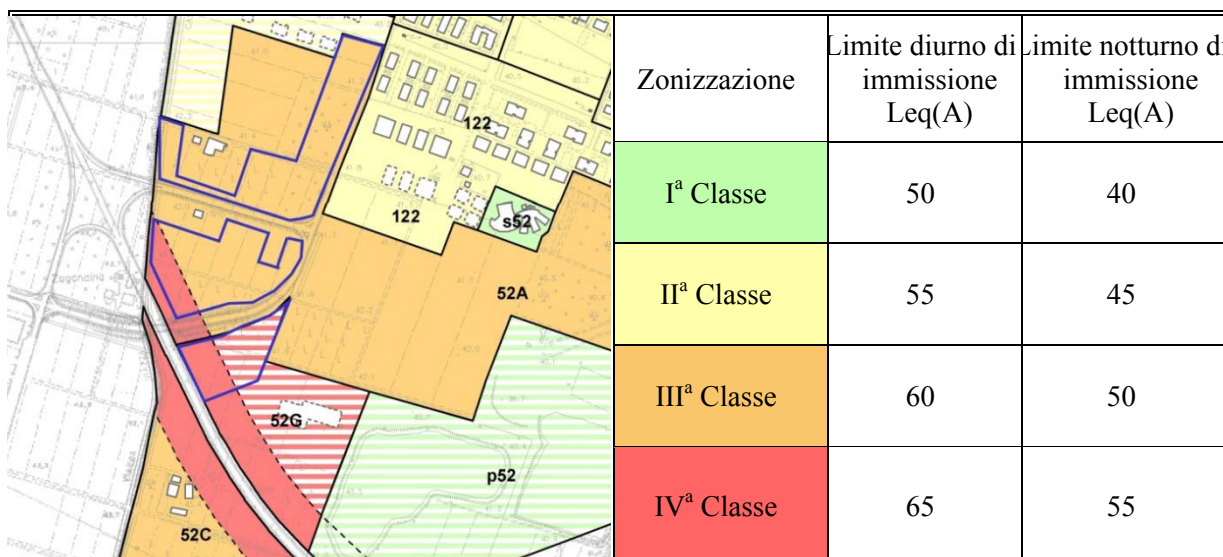 122
122
s52
52A
52G
p52
52C
Zonizzazione
Limite diurno di
immissione
Leq(A)
Limite notturno di
immissione
Leq(A)
Iª Classe
50
40
IIª Classe
55
45
IIIª Classe
60
50
IVª Classe
65
55